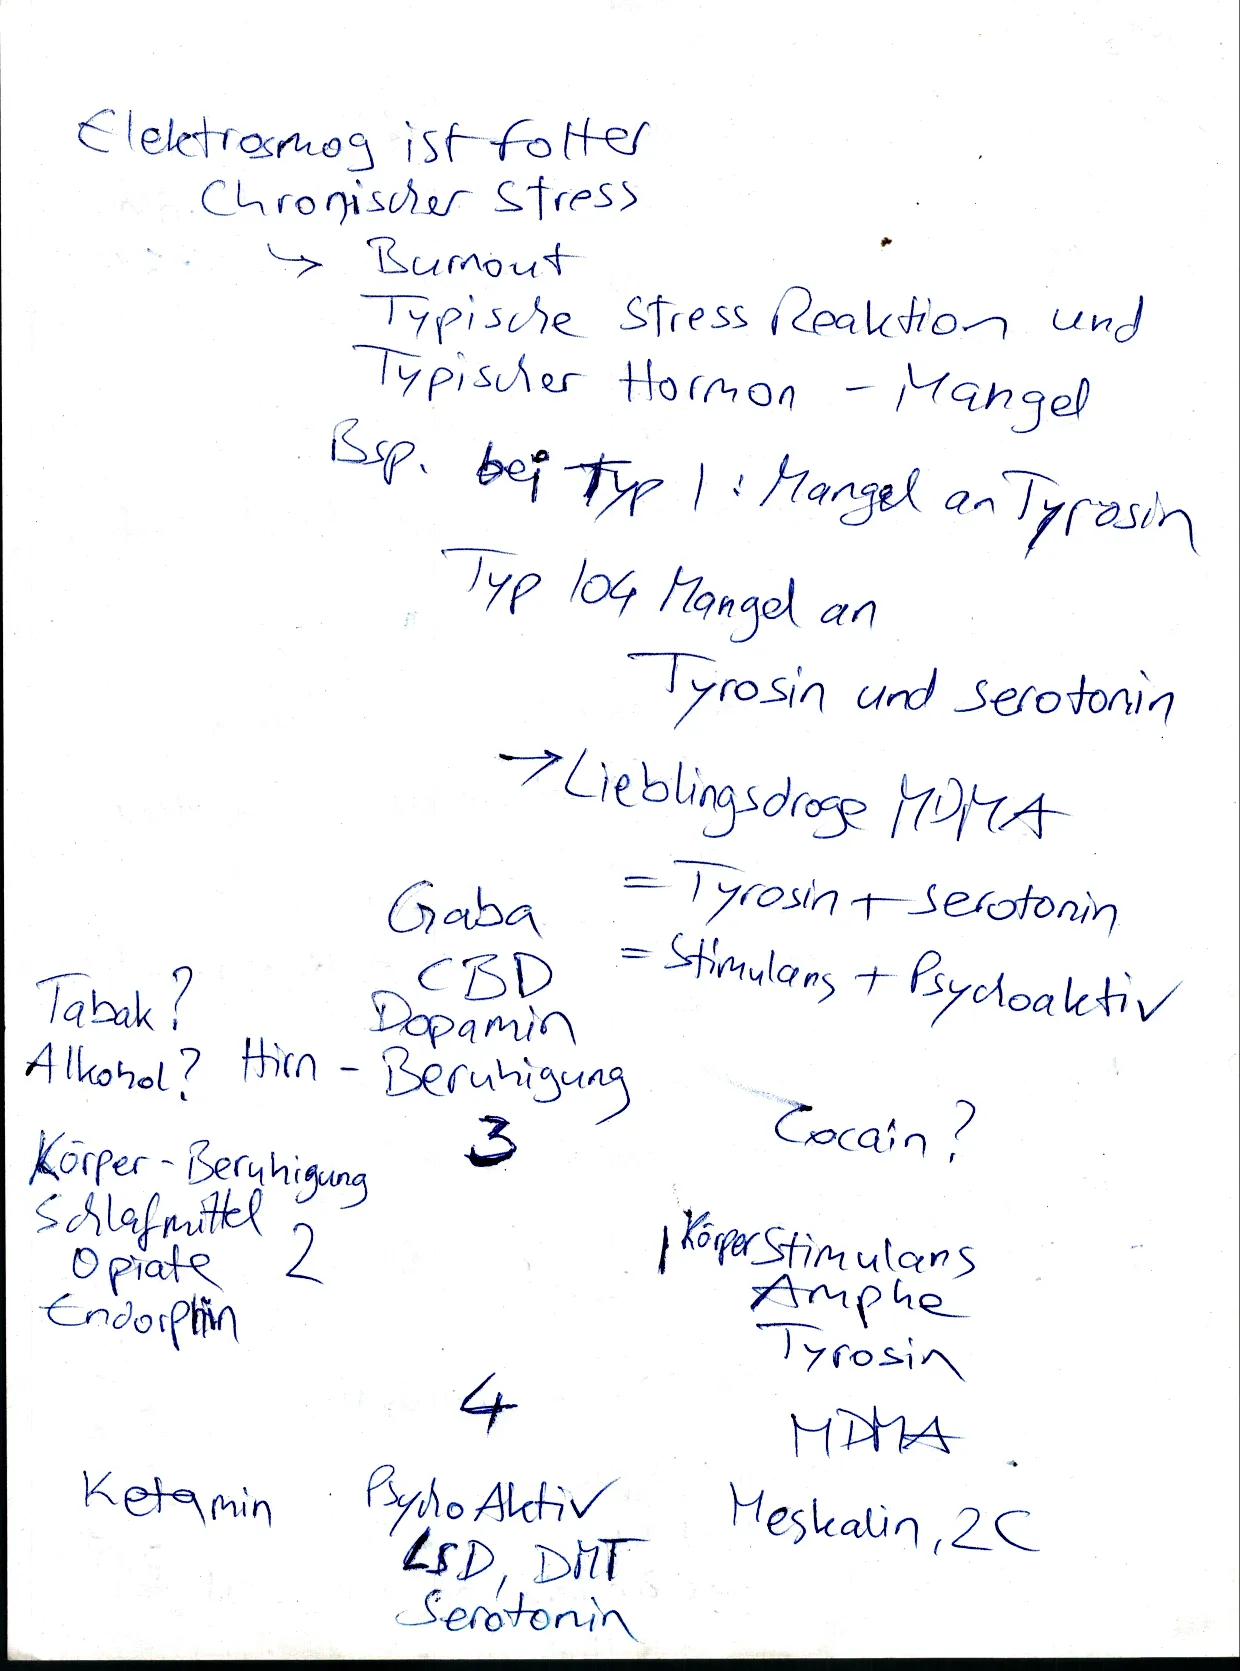 Elektrosmog ist folter
Chronischer Stress
→ Burnout
Typische Stress Reaktion und
Typischer Hormon - Mangel
Bsp. bei Typ 1 : Mangel an Tyrosin
Typ 104 Mangel an
Tyrosin und Serotonin
→ Lieblingsdroge MDMA
= Tyrosin + Serotonin
= Stimulans + Psychoaktiv
Gaba
CBD
Dopamin
Hirn - Beruhigung
3
Tabak?
Alkohol?
Cocain?
Körper - Beruhigung
Schlafmittel
Opiate 2
Endorphin
1 Körper Stimulans
Amphe
Tyrosin
MDMA
4
Ketamin
Psycho Aktiv
LSD, DMT
Serotonin
Meskalin, 2C